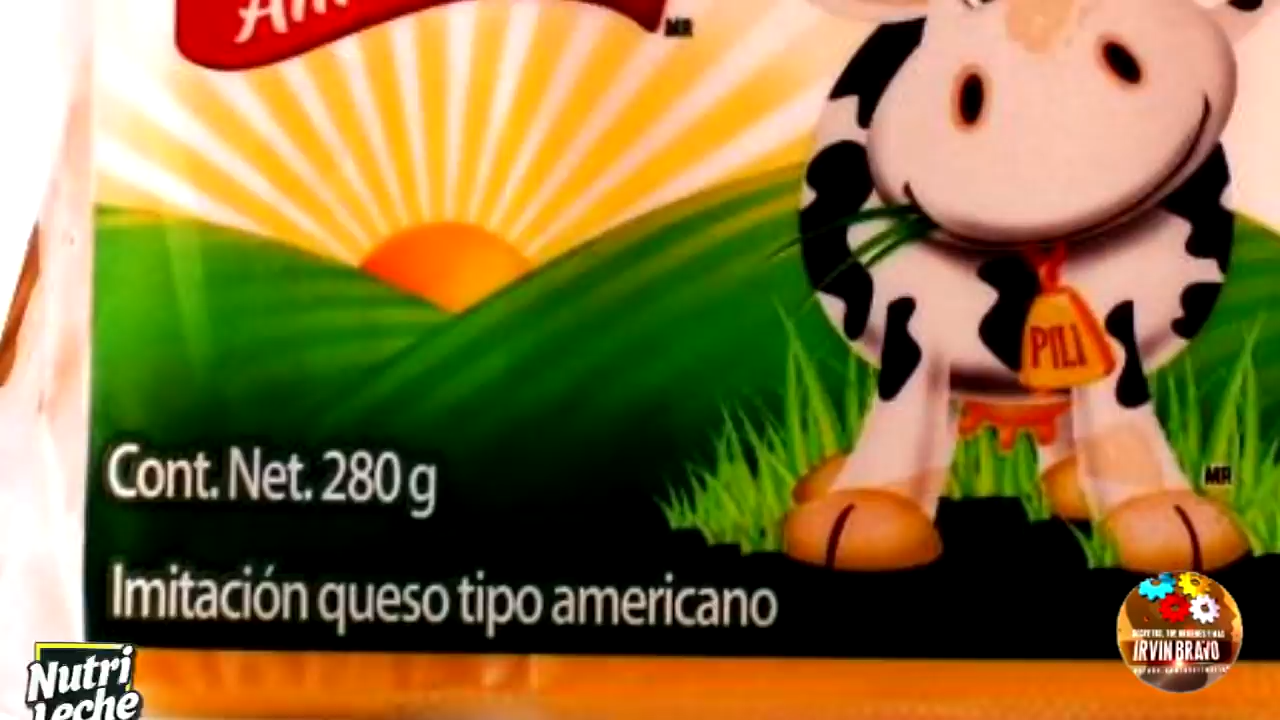 MR
PILI
Cont. Net. 280 g
MR
Imitación queso tipo americano
Nutri
Leche
IRVIN BRAVO